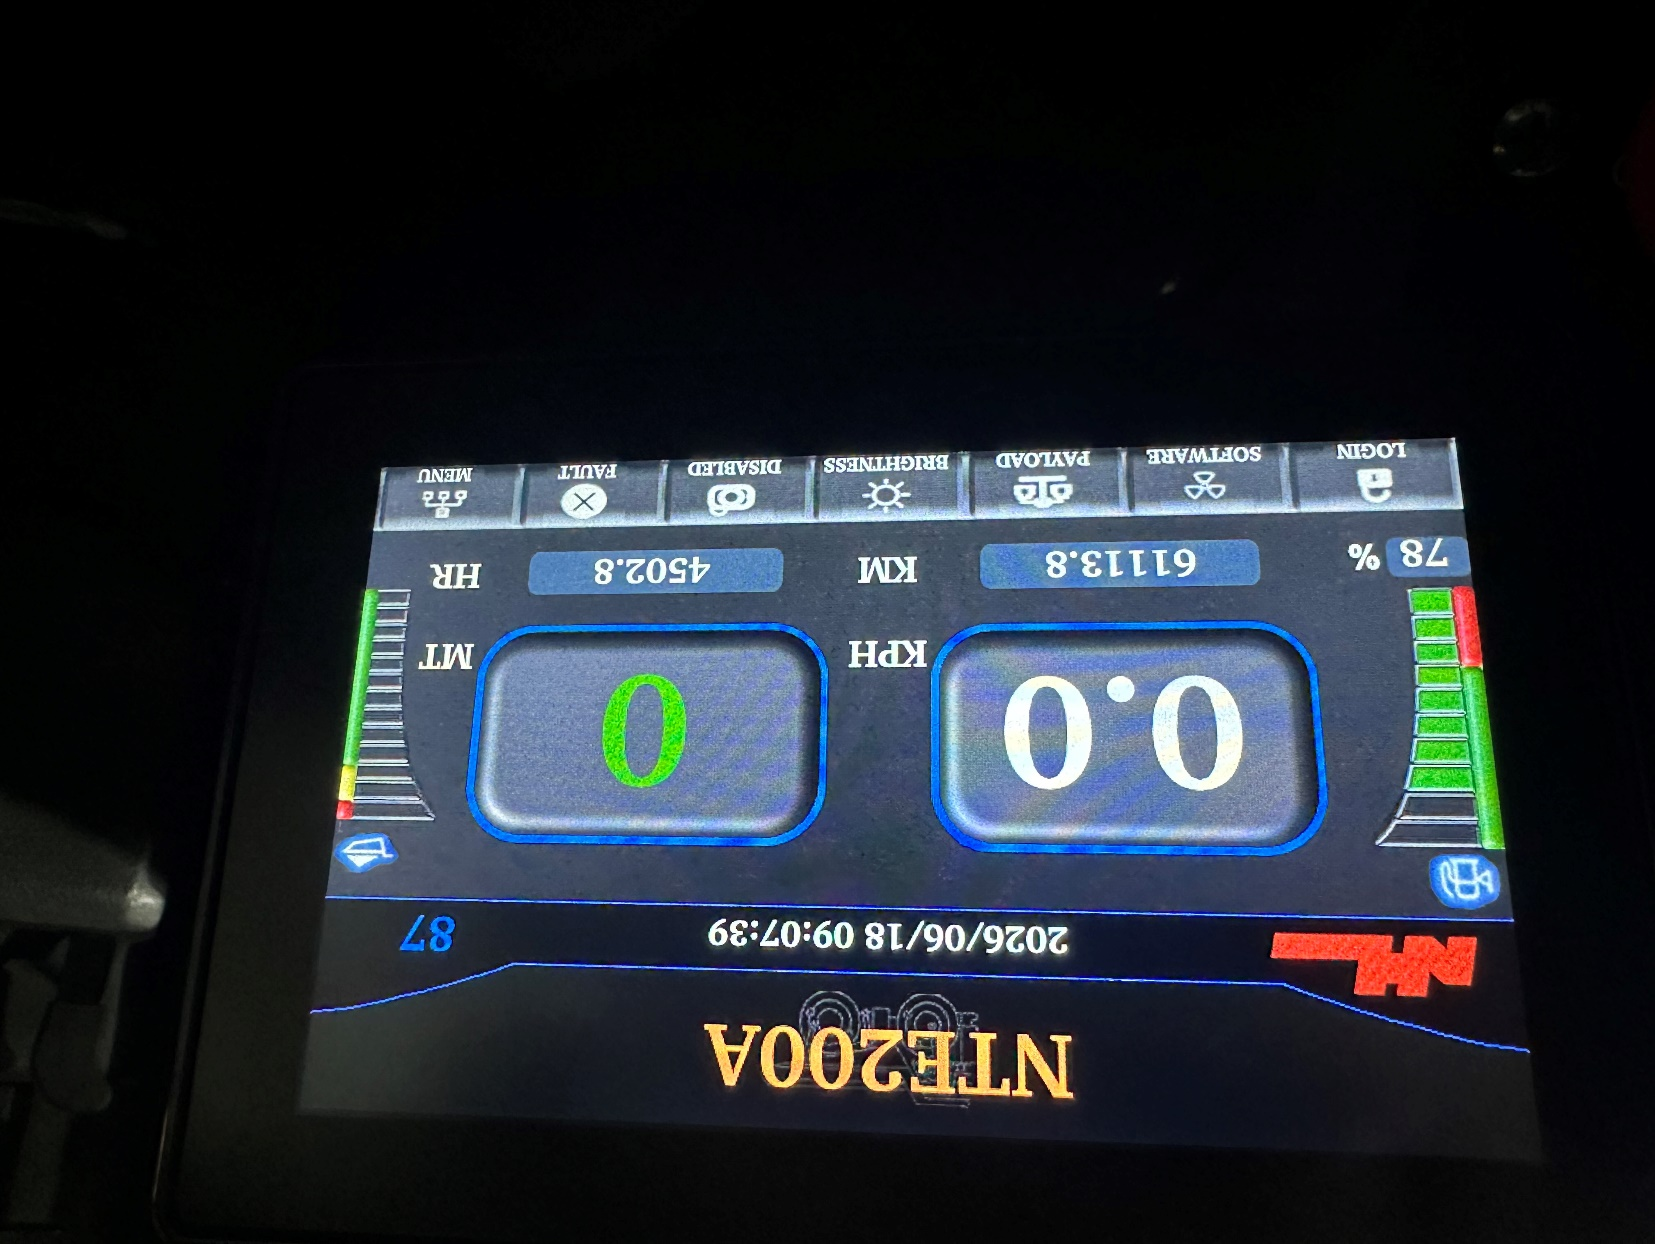 NTE200A
NHL
2026/06/18 09:07:39
87
0.0
KPH
0
MT
78 %
61113.8
KM
4502.8
HR
LOGIN
SOFTWARE
PAYLOAD
BRIGHTNESS
DISABLED
FAULT
MENU